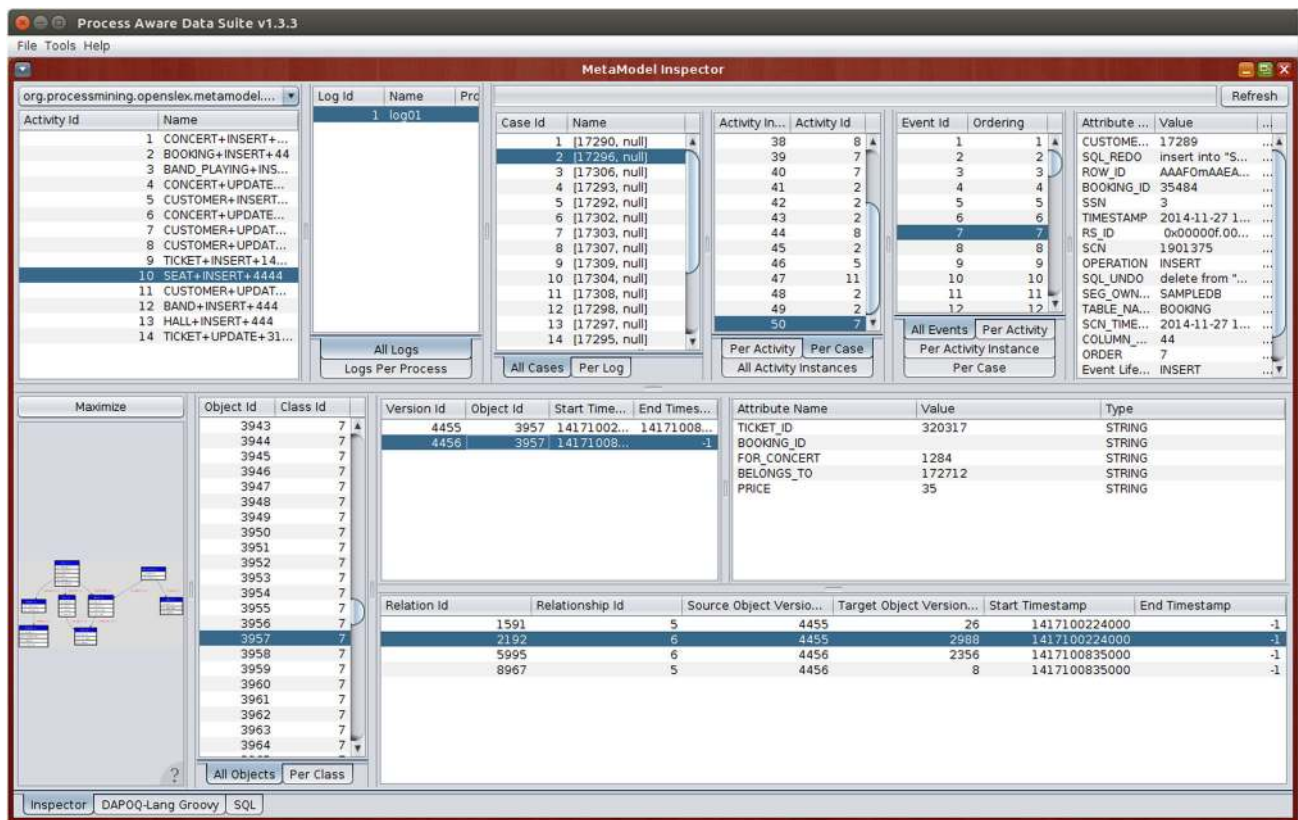 Process Aware Data Suite v1.3.3
File Tools Help
MetaModel Inspector
org.processmining.openslex.metamodel....
Activity Id Name
1 CONCERT+INSERT+...
2 BOOKING+INSERT+44
3 BAND_PLAYING+INS...
4 CONCERT+UPDATE...
5 CUSTOMER+INSERT...
6 CONCERT+UPDATE...
7 CUSTOMER+UPDAT...
8 CUSTOMER+UPDAT...
9 TICKET+INSERT+14...
10 SEAT+INSERT+4444
11 CUSTOMER+UPDAT...
12 BAND+INSERT+444
13 HALL+INSERT+444
14 TICKET+UPDATE+31...
Log Id Name Prc
1 log01
All Logs
Logs Per Process
Refresh
Case Id Name
1 [17290, null]
2 [17296, null]
3 [17306, null]
4 [17293, null]
5 [17292, null]
6 [17302, null]
7 [17303, null]
8 [17307, null]
9 [17309, null]
10 [17304, null]
11 [17308, null]
12 [17298, null]
13 [17297, null]
14 [17295, null]
All Cases Per Log
Activity In... Activity Id
38 8
39 7
40 7
41 2
42 2
43 2
44 8
45 2
46 5
47 11
48 2
49 2
50 7
Per Activity Per Case
All Activity Instances
Event Id Ordering
1 1
2 2
3 3
4 4
5 5
6 6
7 7
8 8
9 9
10 10
11 11
12 12
All Events Per Activity
Per Activity Instance
Per Case
Attribute ... Value ...
CUSTOME... 17289 ...
SQL_REDO insert into "S... ...
ROW_ID AAAFOmAAEA... ...
BOOKING_ID 35484 ...
SSN 3 ...
TIMESTAMP 2014-11-27 1... ...
RS_ID 0x00000f.00... ...
SCN 1901375 ...
OPERATION INSERT ...
SQL_UNDO delete from "... ...
SEG_OWN... SAMPLEDB ...
TABLE_NA... BOOKING ...
SCN_TIME... 2014-11-27 1... ...
COLUMN_... 44 ...
ORDER 7 ...
Event Life... INSERT ...
Maximize
?
Object Id Class Id
3943 7
3944 7
3945 7
3946 7
3947 7
3948 7
3949 7
3950 7
3951 7
3952 7
3953 7
3954 7
3955 7
3956 7
3957 7
3958 7
3959 7
3960 7
3961 7
3962 7
3963 7
3964 7
All Objects Per Class
Version Id Object Id Start Time... End Times...
4455 3957 14171002... 14171008...
4456 3957 14171008... -1
Attribute Name Value Type
TICKET_ID 320317 STRING
BOOKING_ID STRING
FOR_CONCERT 1284 STRING
BELONGS_TO 172712 STRING
PRICE 35 STRING
Relation Id Relationship Id Source Object Versio... Target Object Version... Start Timestamp End Timestamp
1591 5 4455 26 1417100224000 -1
2192 6 4455 2988 1417100224000 -1
5995 6 4456 2356 1417100835000 -1
8967 5 4456 8 1417100835000 -1
Inspector DAPOQ-Lang Groovy SQL